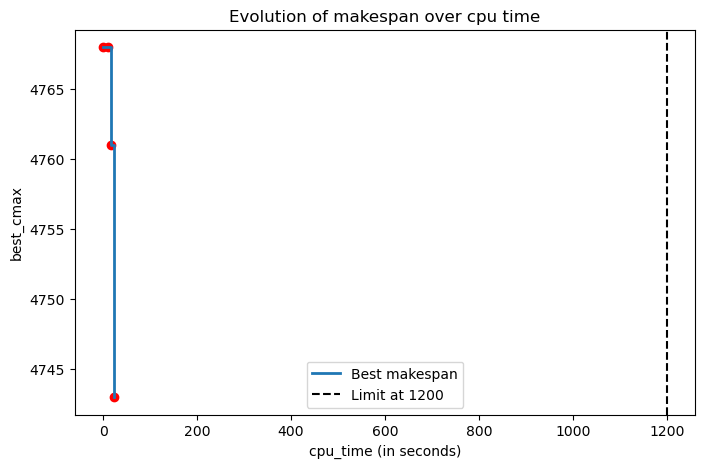 Evolution of makespan over cpu time
best_cmax
4765
4760
4755
4750
4745
Best makespan
Limit at 1200
0
200
400
600
800
1000
1200
cpu_time (in seconds)